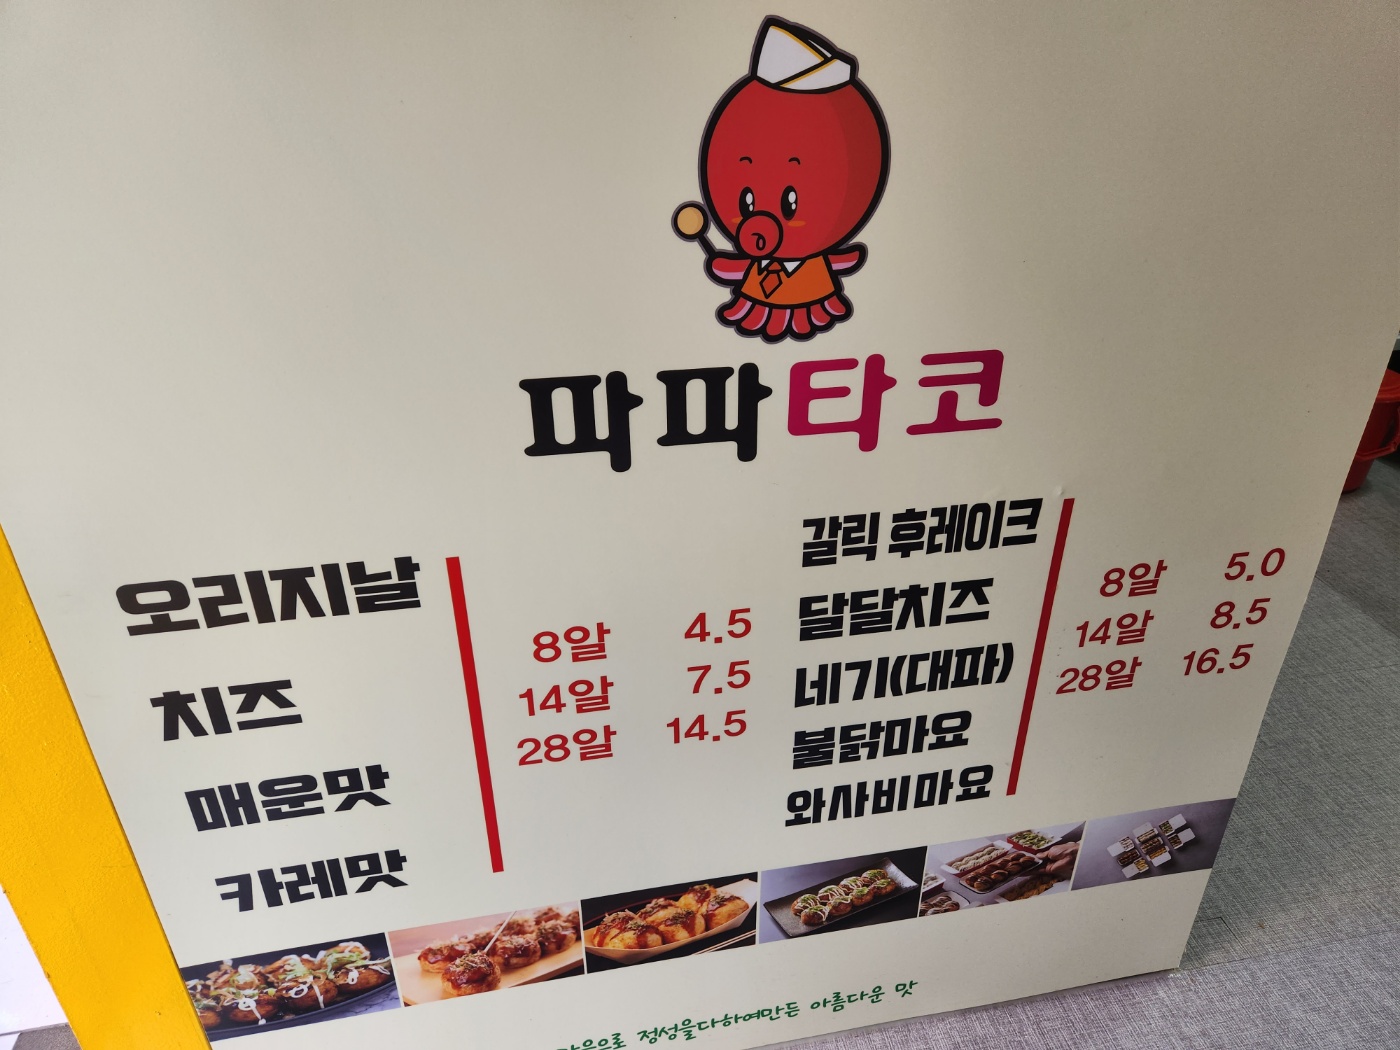 파파타코
오리지날
치즈
매운맛
카레맛
8알 4.5
14알 7.5
28알 14.5
갈릭 후레이크
달달치즈
네기(대파)
불닭마요
와사비마요
8알 5.0
14알 8.5
28알 16.5
정성을다하여만든 아름다운 맛